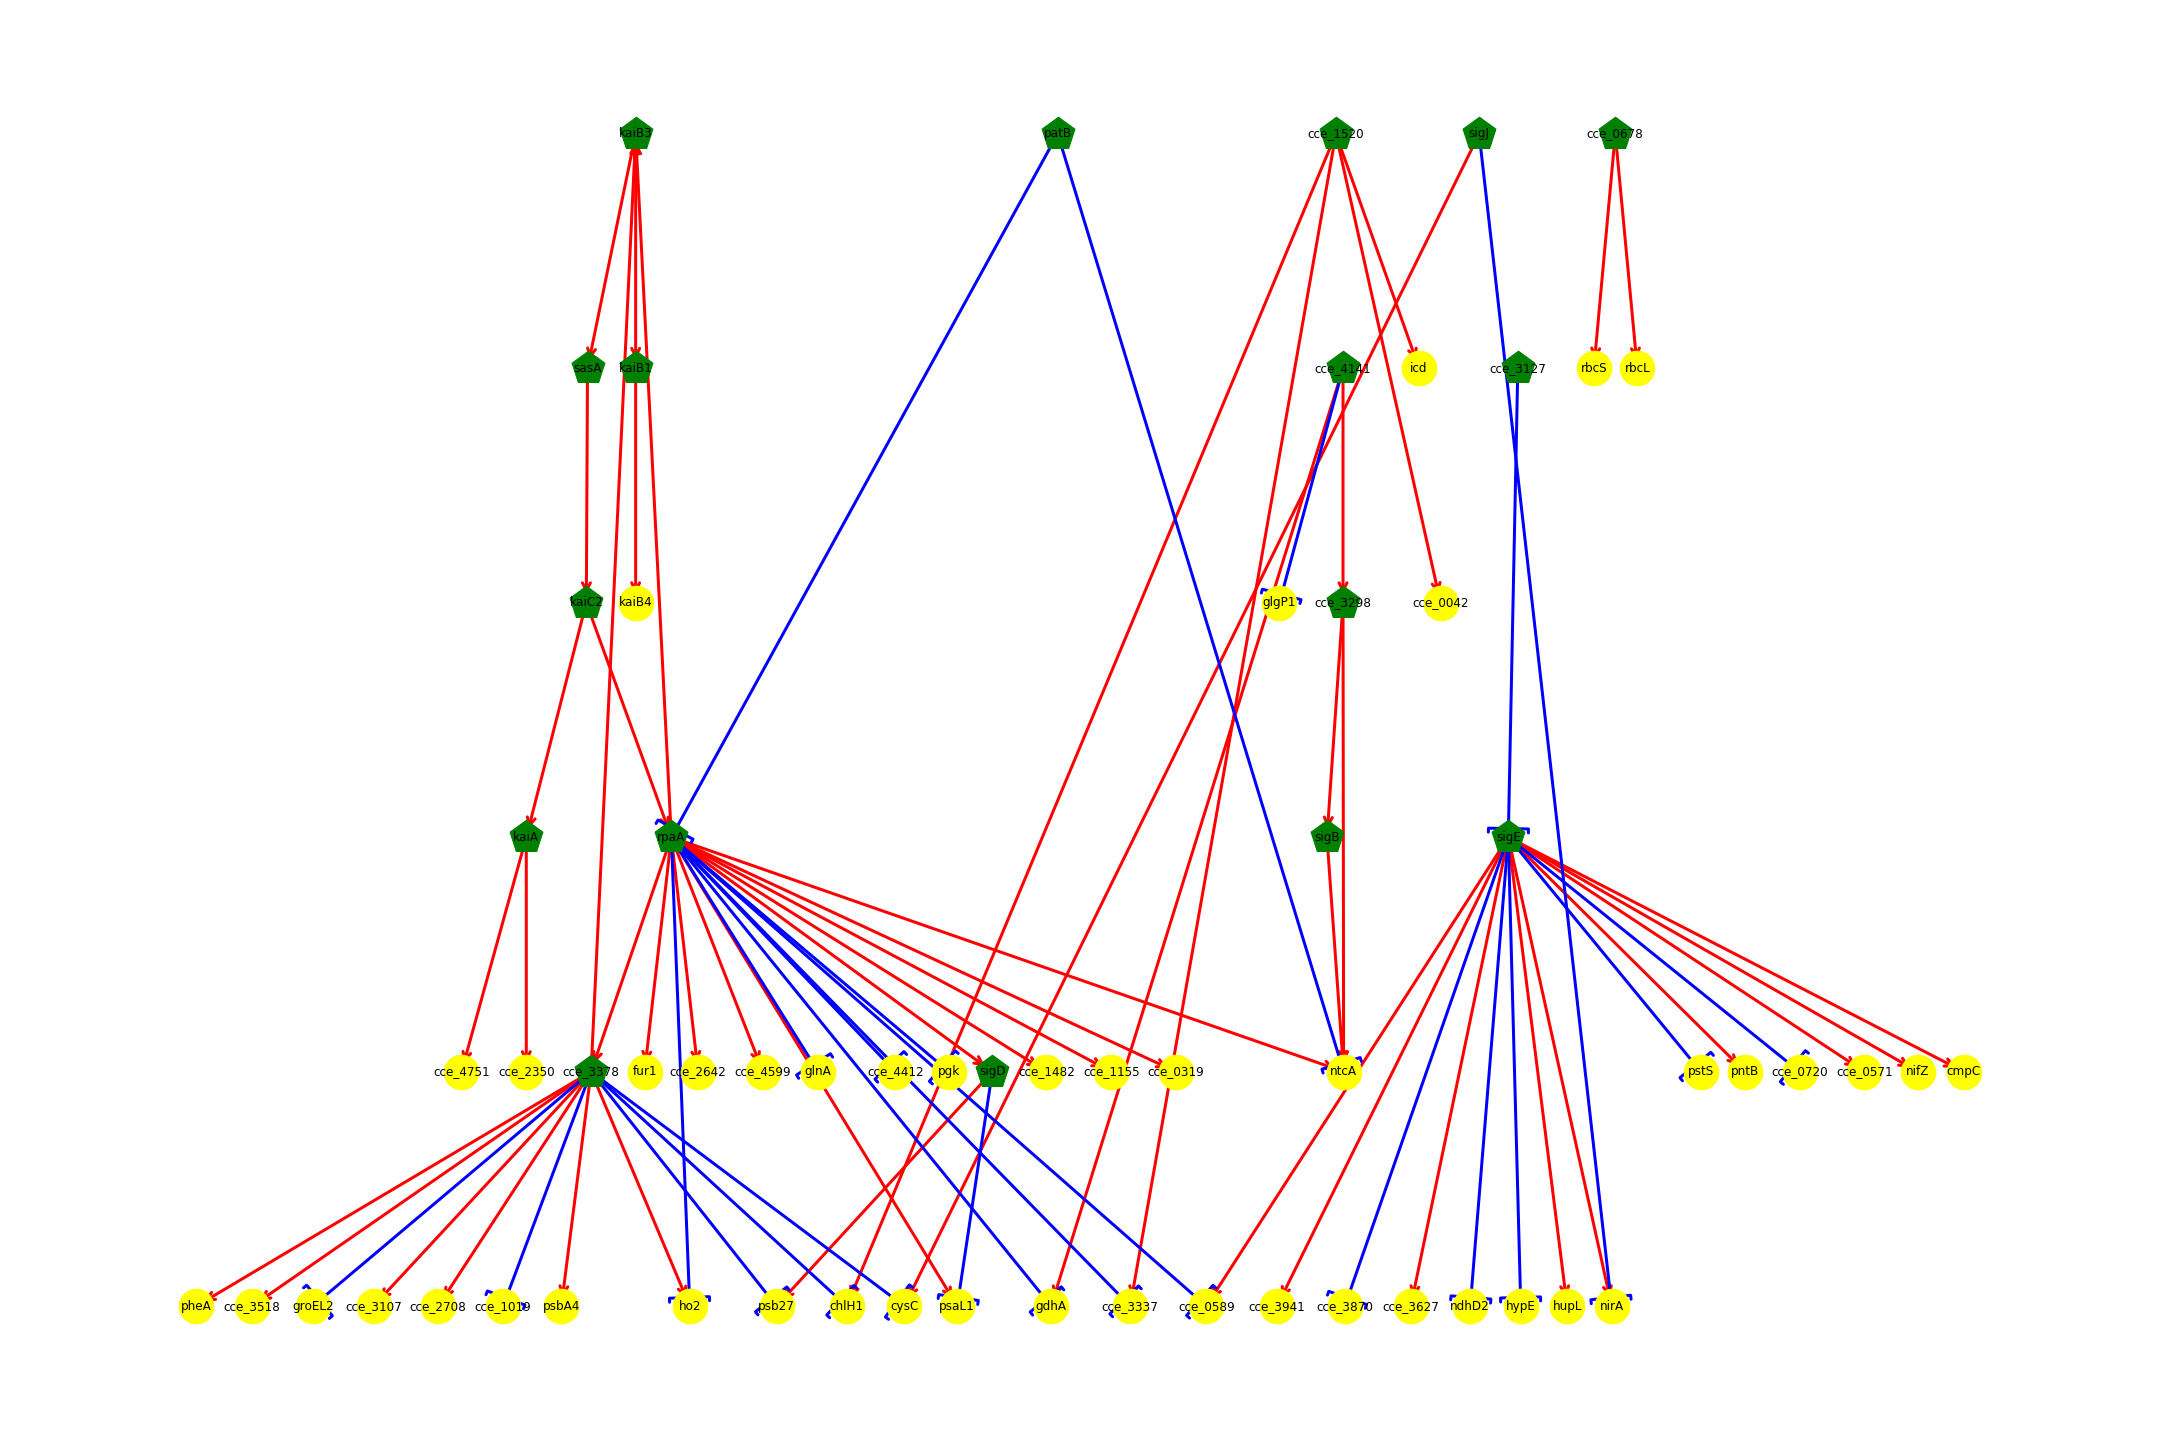 kaiB3 patB cce_1520 sigJ cce_0678
sasA kaiB1 cce_4141 icd cce_3127 rbcS rbcL
kaiC2 kaiB4 glgP1 cce_3298 cce_0042
kaiA rpaA sigB sigE
cce_4751 cce_2350 cce_3378 fur1 cce_2642 cce_4599 glnA cce_4412 pgk sigD cce_1482 cce_1155 cce_0319 ntcA pstS pntB cce_0720 cce_0571 nifZ cmpC
pheA cce_3518 groEL2 cce_3107 cce_2708 cce_1019 psbA4 ho2 psb27 chlH1 cysC psaL1 gdhA cce_3337 cce_0589 cce_3941 cce_3870 cce_3627 ndhD2 hypE hupL nirA